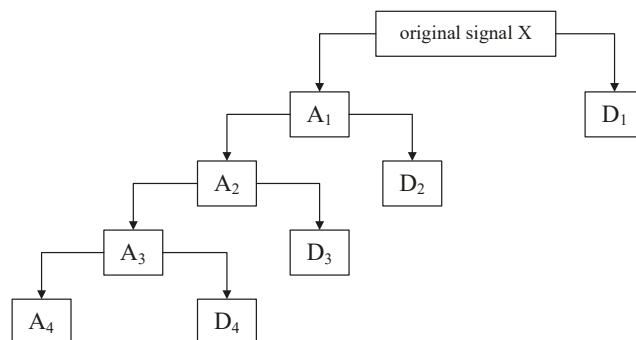 original signal X
A₁
D₁
A₂
D₂
A₃
D₃
A₄
D₄